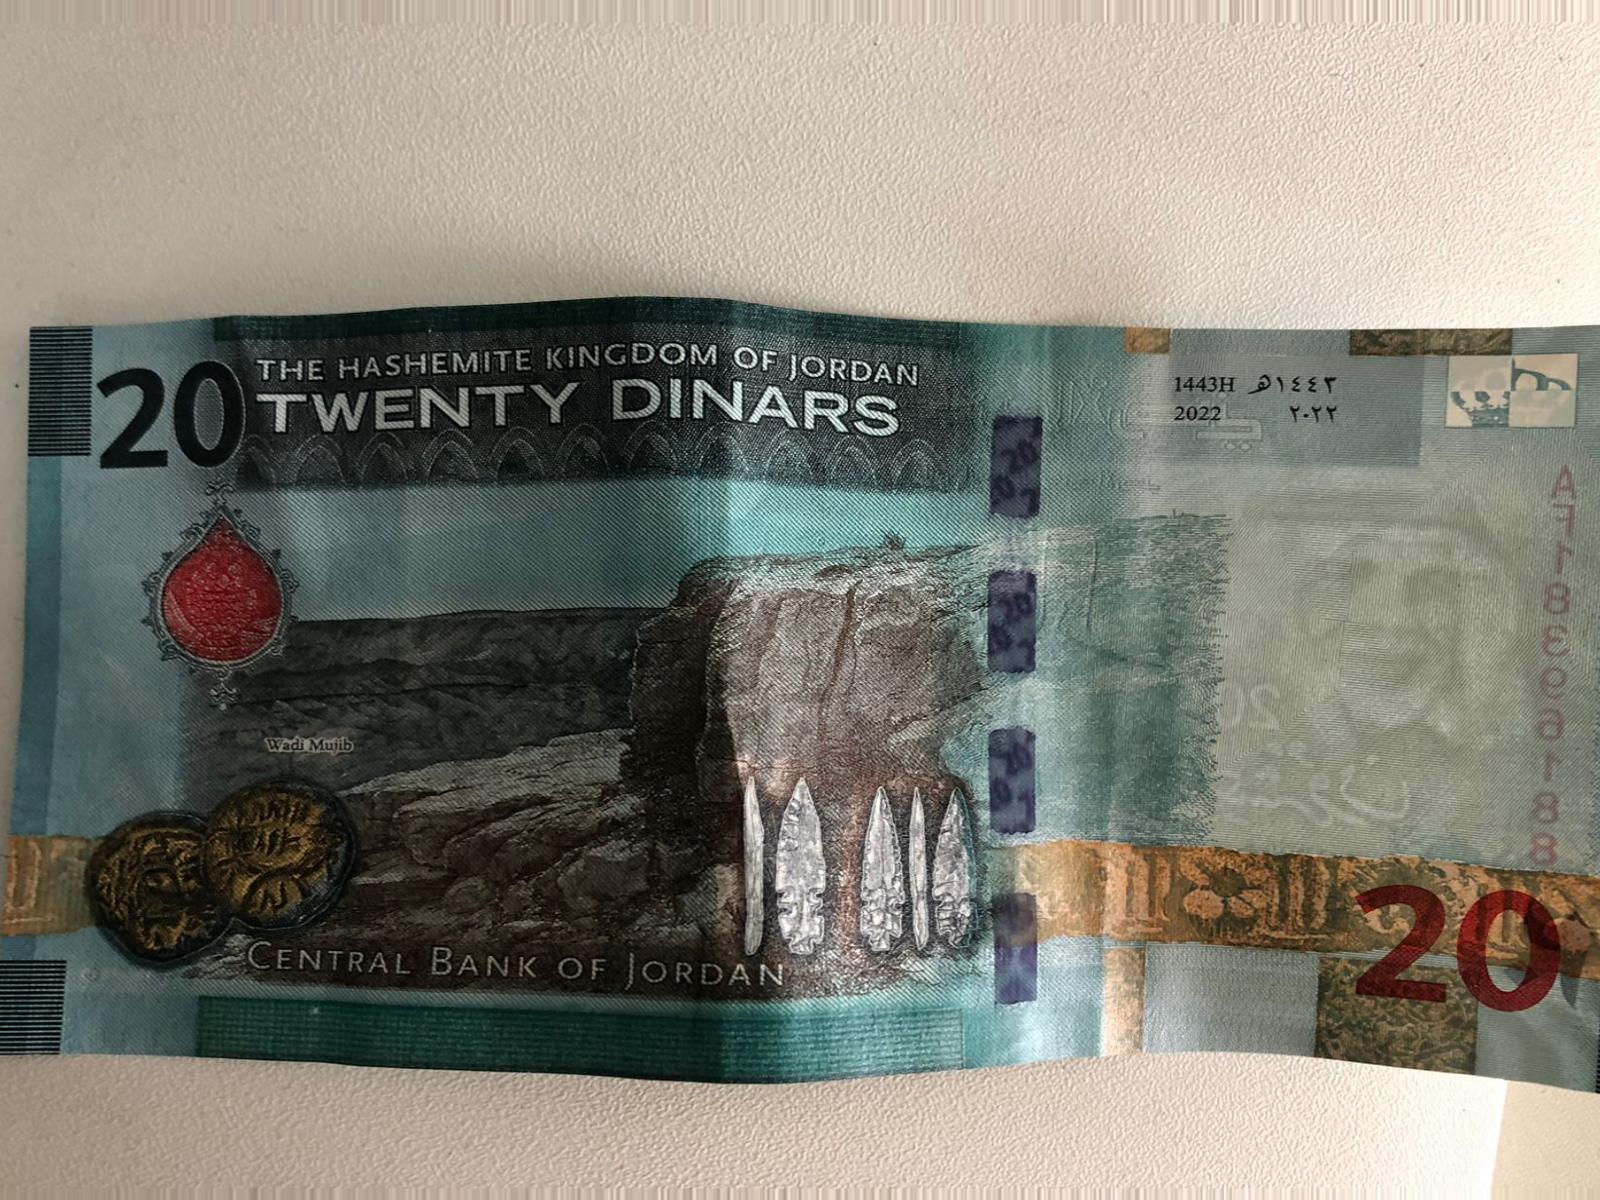 20
THE HASHEMITE KINGDOM OF JORDAN
TWENTY DINARS
1443H ١٤٤٣هـ
2022 ٢٠٢٢
Wadi Mujib
CENTRAL BANK OF JORDAN
20